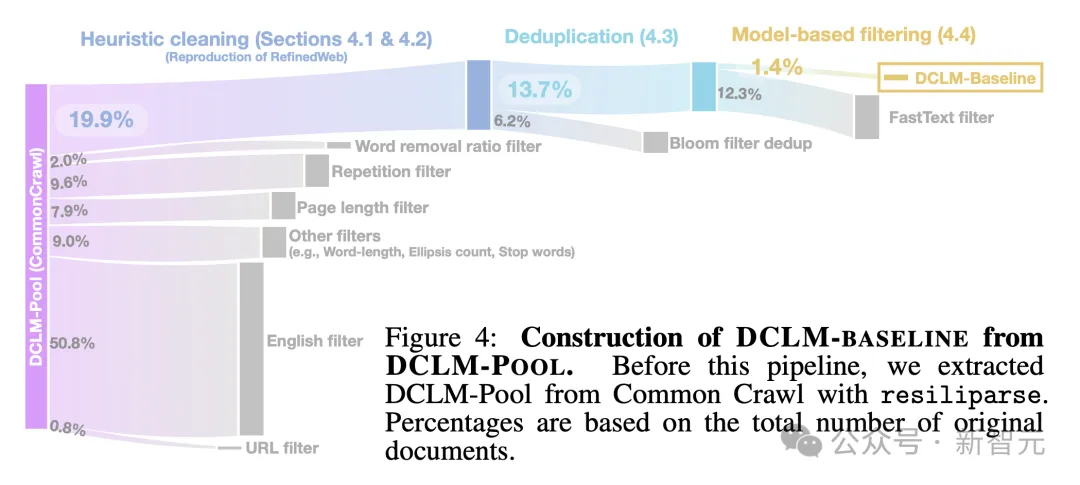 Heuristic cleaning (Sections 4.1 & 4.2)
(Reproduction of RefinedWeb)
Deduplication (4.3)
Model-based filtering (4.4)
DCLM-Pool (CommonCrawl)
19.9%
13.7%
1.4%
DCLM-Baseline
12.3%
FastText filter
6.2%
Bloom filter dedup
2.0%
Word removal ratio filter
9.6%
Repetition filter
7.9%
Page length filter
9.0%
Other filters
(e.g., Word-length, Ellipsis count, Stop words)
50.8%
English filter
0.8%
URL filter
Figure 4: Construction of DCLM-BASELINE from
DCLM-POOL. Before this pipeline, we extracted
DCLM-Pool from Common Crawl with resiliparse.
Percentages are based on the total number of original
documents.
公众号 · 新智元